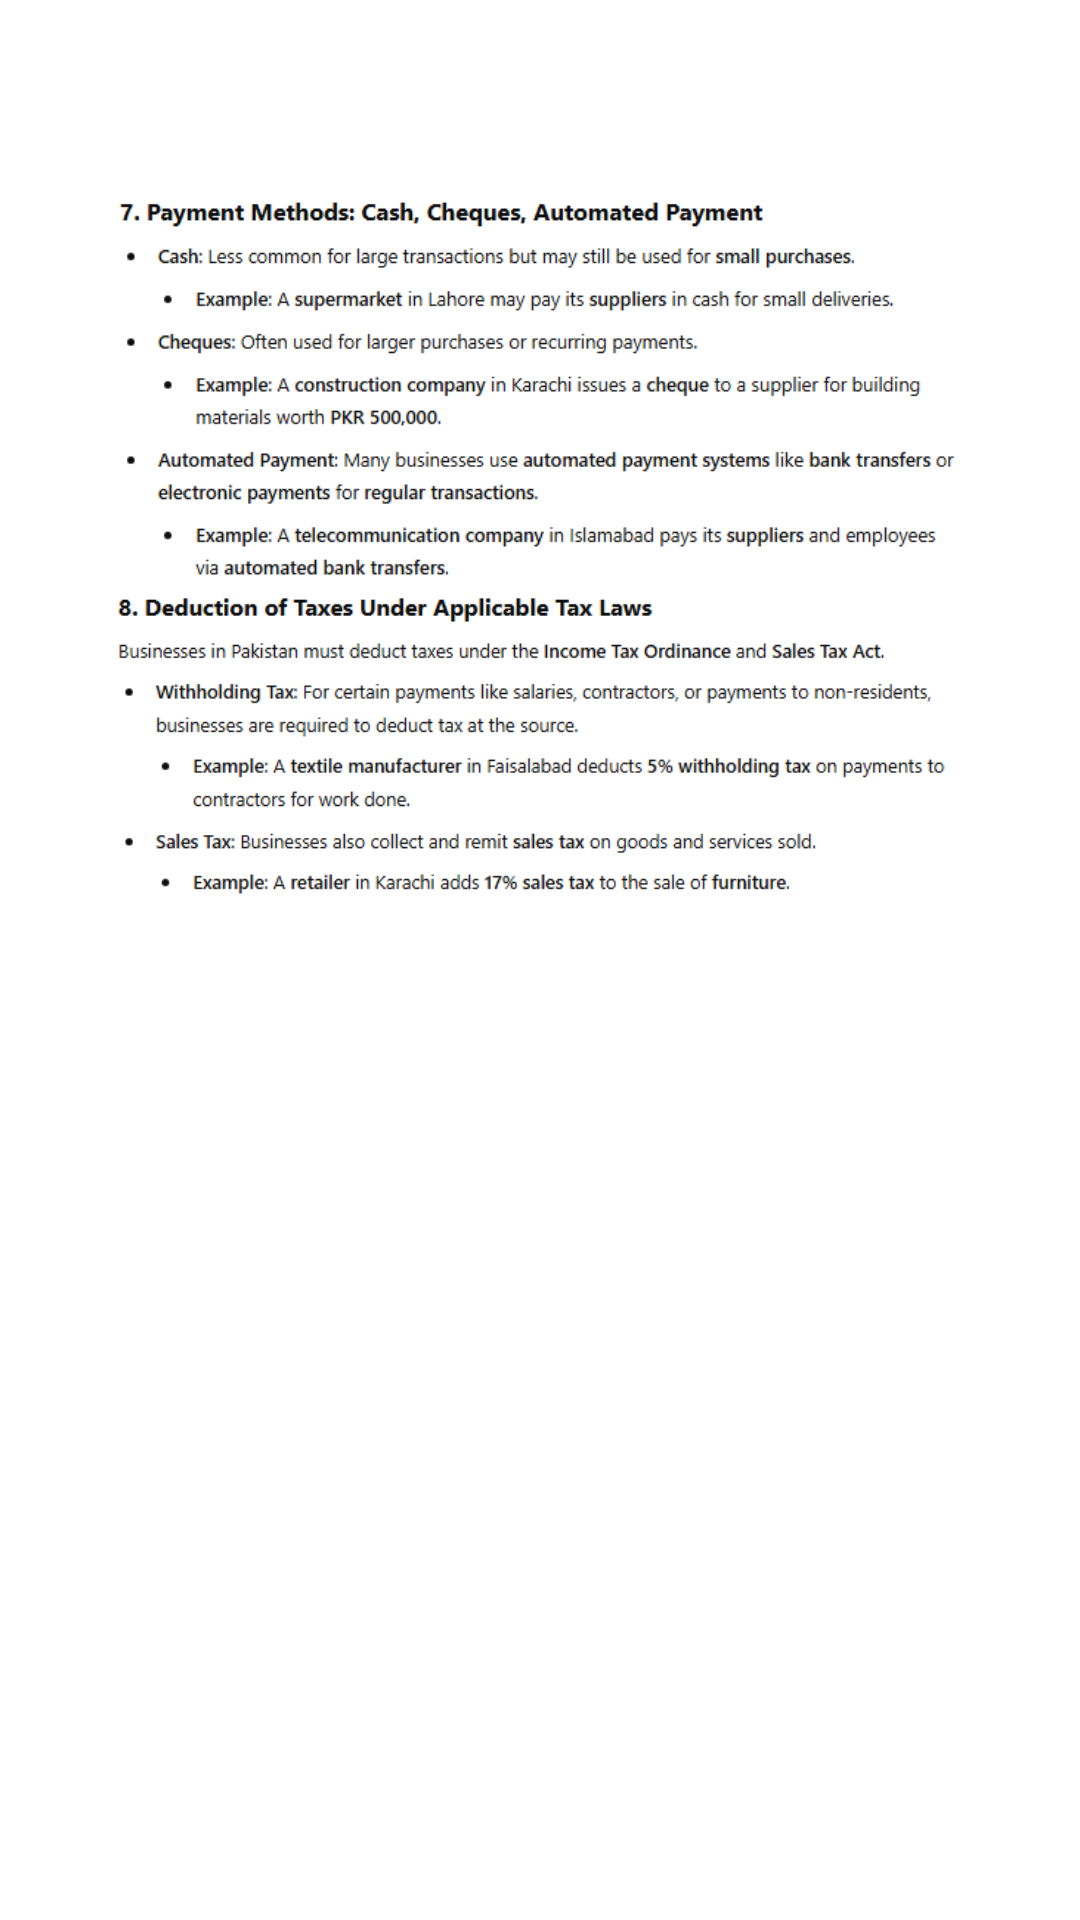 7. Payment Methods: Cash, Cheques, Automated Payment
• Cash: Less common for large transactions but may still be used for small purchases.
• Example: A supermarket in Lahore may pay its suppliers in cash for small deliveries.
• Cheques: Often used for larger purchases or recurring payments.
• Example: A construction company in Karachi issues a cheque to a supplier for building
materials worth PKR 500,000.
• Automated Payment: Many businesses use automated payment systems like bank transfers or
electronic payments for regular transactions.
• Example: A telecommunication company in Islamabad pays its suppliers and employees
via automated bank transfers.
8. Deduction of Taxes Under Applicable Tax Laws
Businesses in Pakistan must deduct taxes under the Income Tax Ordinance and Sales Tax Act.
• Withholding Tax: For certain payments like salaries, contractors, or payments to non-residents,
businesses are required to deduct tax at the source.
• Example: A textile manufacturer in Faisalabad deducts 5% withholding tax on payments to
contractors for work done.
• Sales Tax: Businesses also collect and remit sales tax on goods and services sold.
• Example: A retailer in Karachi adds 17% sales tax to the sale of furniture.